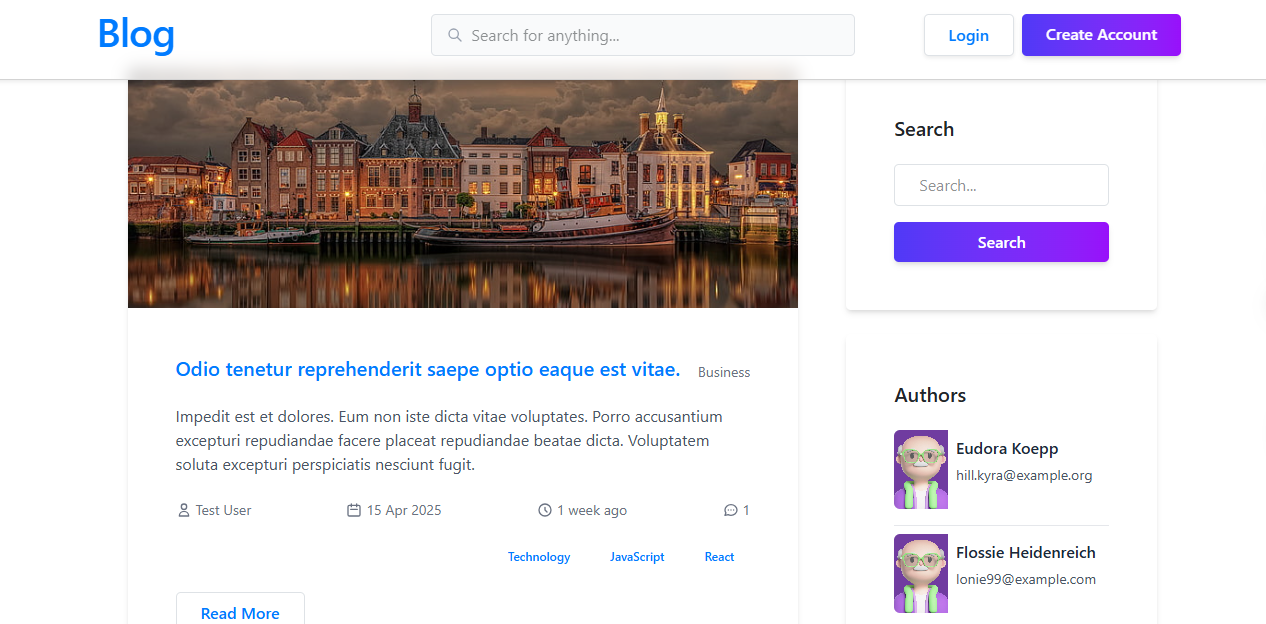 Blog
Search for anything...
Login
Create Account
Odio tenetur reprehenderit saepe optio eaque est vitae.
Business
Impedit est et dolores. Eum non iste dicta vitae voluptates. Porro accusantium
excepturi repudiandae facere placeat repudiandae beatae dicta. Voluptatem
soluta excepturi perspiciatis nesciunt fugit.
Test User
15 Apr 2025
1 week ago
1
Technology
JavaScript
React
Read More
Search
Search...
Search
Authors
Eudora Koepp
hill.kyra@example.org
Flossie Heidenreich
lonie99@example.com